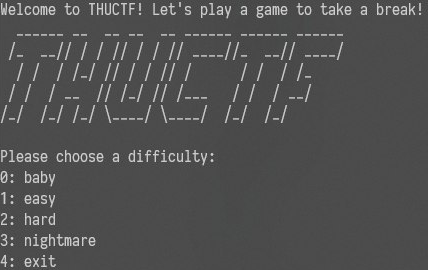 Welcome to THUCTF! Let's play a game to take a break!
THUCTF
Please choose a difficulty:
0: baby
1: easy
2: hard
3: nightmare
4: exit